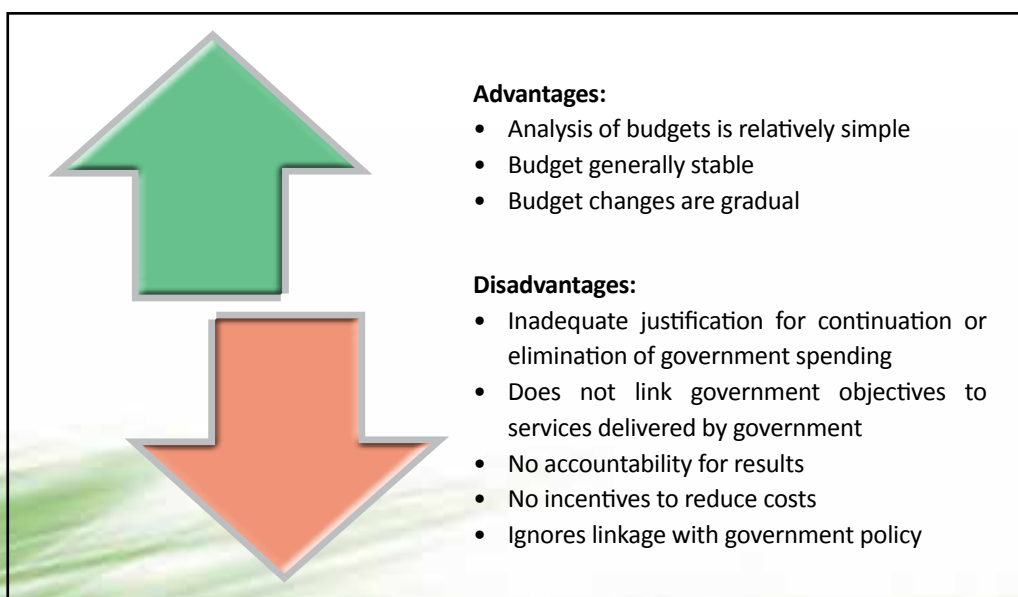 Advantages:
• Analysis of budgets is relatively simple
• Budget generally stable
• Budget changes are gradual
Disadvantages:
• Inadequate justification for continuation or
elimination of government spending
• Does not link government objectives to
services delivered by government
• No accountability for results
• No incentives to reduce costs
• Ignores linkage with government policy